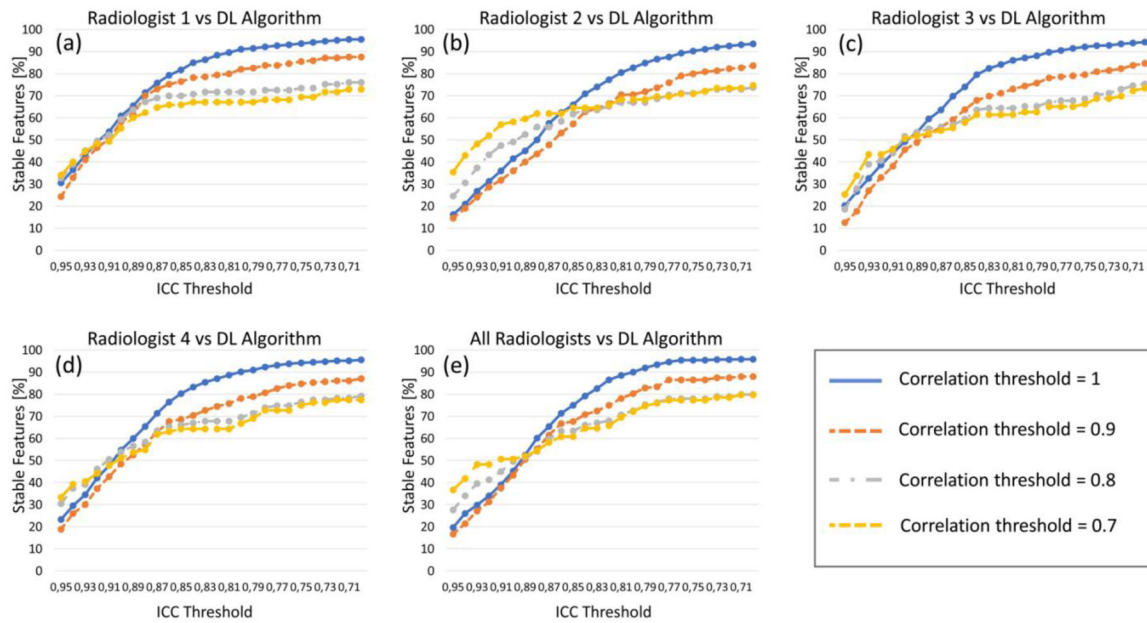 Radiologist 1 vs DL Algorithm
(a)
Stable Features [%]
100
90
80
70
60
50
40
30
20
10
0
0,95 0,93 0,91 0,89 0,87 0,85 0,83 0,81 0,79 0,77 0,75 0,73 0,71
ICC Threshold
Radiologist 2 vs DL Algorithm
(b)
Stable Features [%]
100
90
80
70
60
50
40
30
20
10
0
0,95 0,93 0,91 0,89 0,87 0,85 0,83 0,81 0,79 0,77 0,75 0,73 0,71
ICC Threshold
Radiologist 3 vs DL Algorithm
(c)
Stable Features [%]
100
90
80
70
60
50
40
30
20
10
0
0,95 0,93 0,91 0,89 0,87 0,85 0,83 0,81 0,79 0,77 0,75 0,73 0,71
ICC Threshold
Radiologist 4 vs DL Algorithm
(d)
Stable Features [%]
100
90
80
70
60
50
40
30
20
10
0
0,95 0,93 0,91 0,89 0,87 0,85 0,83 0,81 0,79 0,77 0,75 0,73 0,71
ICC Threshold
All Radiologists vs DL Algorithm
(e)
Stable Features [%]
100
90
80
70
60
50
40
30
20
10
0
0,95 0,93 0,91 0,89 0,87 0,85 0,83 0,81 0,79 0,77 0,75 0,73 0,71
ICC Threshold
Correlation threshold = 1
Correlation threshold = 0.9
Correlation threshold = 0.8
Correlation threshold = 0.7